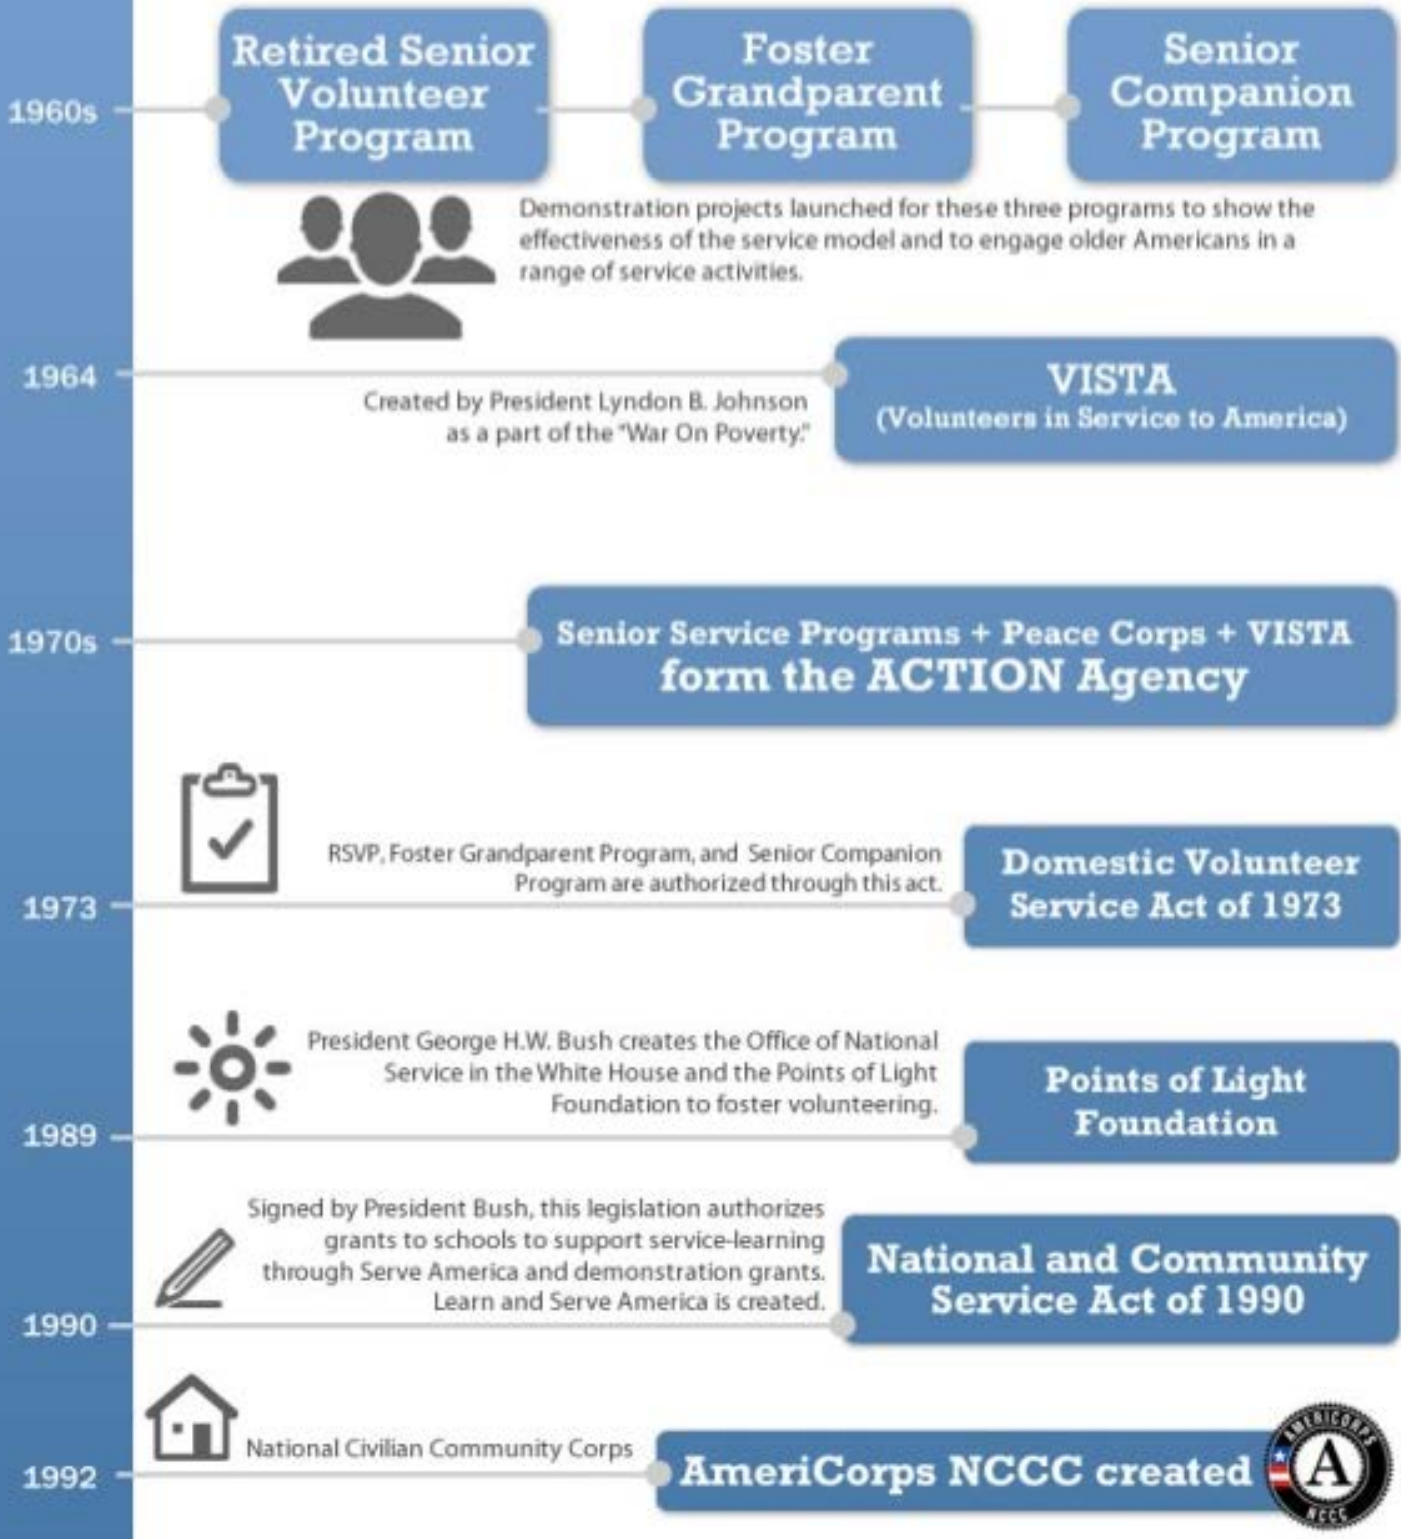 1960s
Retired Senior
Volunteer
Program
Foster
Grandparent
Program
Senior
Companion
Program
Demonstration projects launched for these three programs to show the
effectiveness of the service model and to engage older Americans in a
range of service activities.
1964
Created by President Lyndon B. Johnson
as a part of the "War On Poverty."
VISTA
(Volunteers in Service to America)
1970s
Senior Service Programs + Peace Corps + VISTA
form the ACTION Agency
RSVP, Foster Grandparent Program, and Senior Companion
Program are authorized through this act.
1973
Domestic Volunteer
Service Act of 1973
President George H.W. Bush creates the Office of National
Service in the White House and the Points of Light
Foundation to foster volunteering.
1989
Points of Light
Foundation
Signed by President Bush, this legislation authorizes
grants to schools to support service-learning
through Serve America and demonstration grants.
Learn and Serve America is created.
1990
National and Community
Service Act of 1990
National Civilian Community Corps
1992
AmeriCorps NCCC created
AMERICORPS
A
NCCC